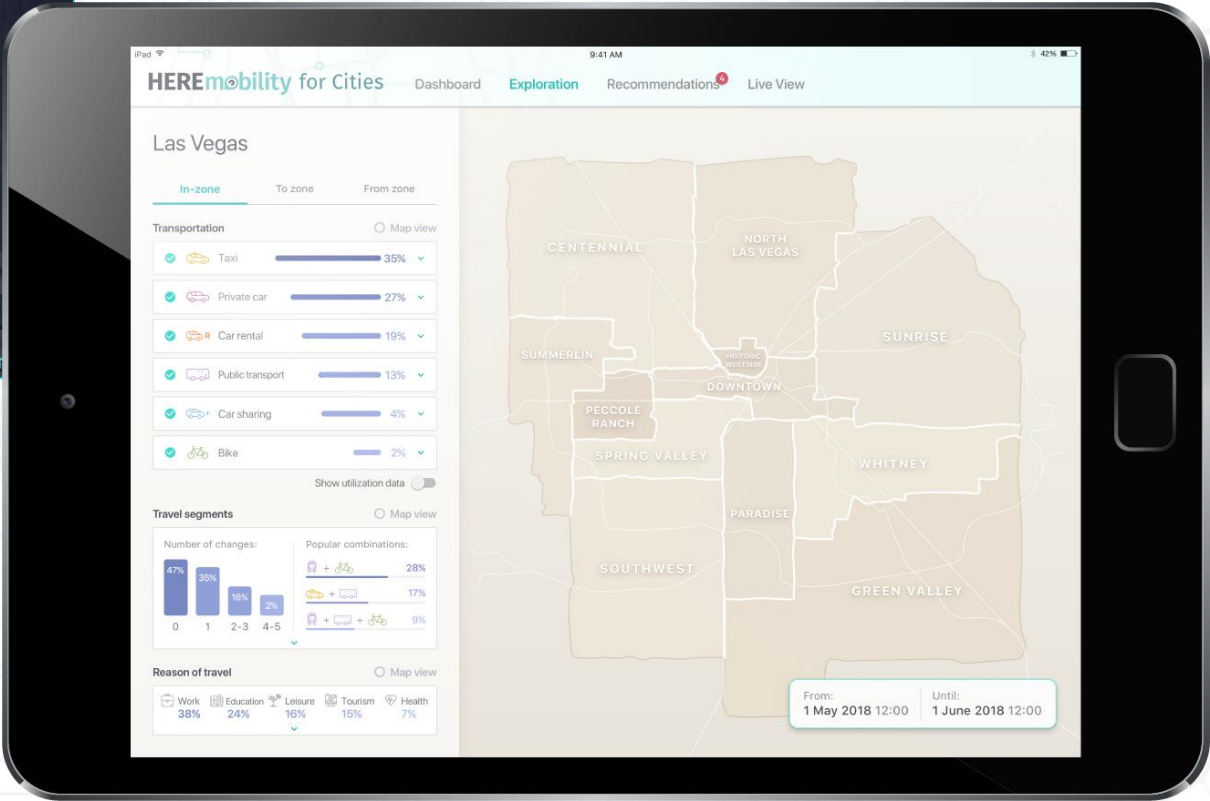 iPad
9:41 AM
42%
HEREmobility for Cities
Dashboard
Exploration
Recommendations
4
Live View
Las Vegas
In-zone
To zone
From zone
Transportation
Map view
Taxi 35%
Private car 27%
R Car rental 19%
Public transport 13%
+ Car sharing 4%
Bike 2%
Show utilization data
Travel segments
Map view
Number of changes:
47%
35%
16%
2%
0 1 2-3 4-5
Popular combinations:
+ 28%
+ 17%
+ + 9%
Reason of travel
Map view
Work Education Leisure Tourism Health
38% 24% 16% 15% 7%
CENTENNIAL
NORTH
LAS VEGAS
SUNRISE
SUMMERLIN
HISTORIC
WESTSIDE
DOWNTOWN
PECCOLE
RANCH
SPRING VALLEY
WHITNEY
PARADISE
SOUTHWEST
GREEN VALLEY
From:
1 May 2018 12:00
Until:
1 June 2018 12:00